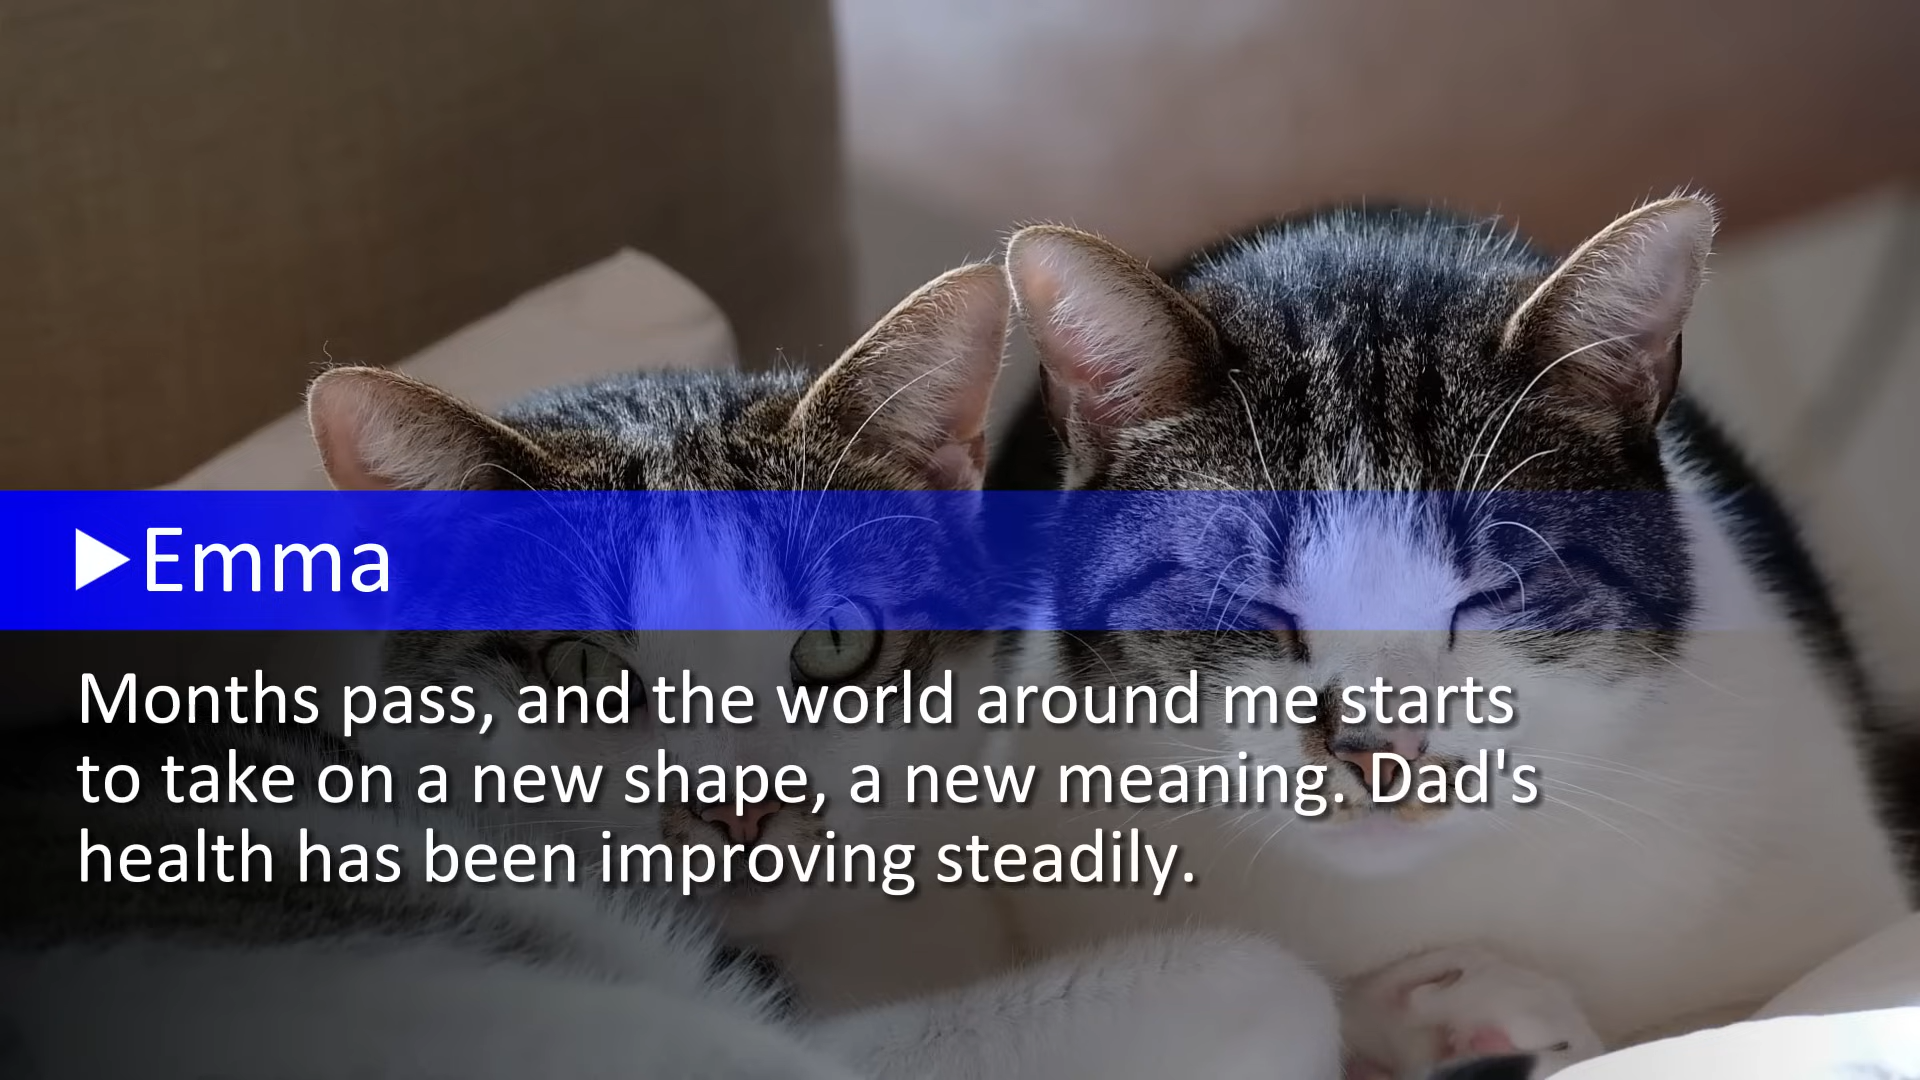 ▶Emma
Months pass, and the world around me starts
to take on a new shape, a new meaning. Dad's
health has been improving steadily.